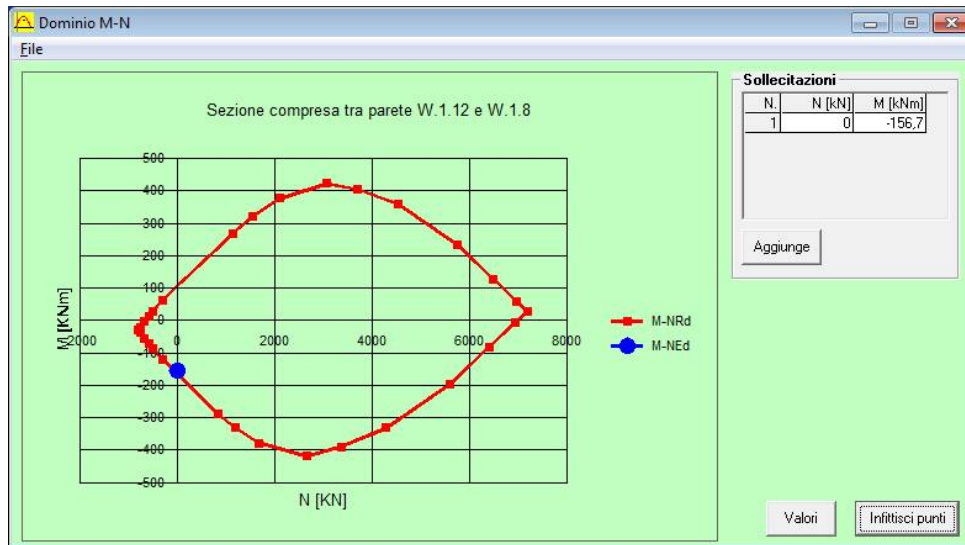 Dominio M-N
File
Sezione compresa tra parete W.1.12 e W.1.8
500
400
300
200
100
0
-100
-200
-300
-400
-500
M [KNm]
-2000
0
2000
4000
6000
8000
N [KN]
M-NRd
M-NEd
Sollecitazioni
N. N [kN] M [kNm]
1 0 -156,7
Aggiunge
Valori
Infittisci punti